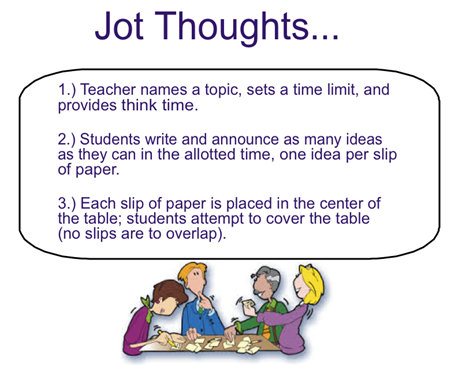 Jot Thoughts...
1.) Teacher names a topic, sets a time limit, and
provides think time.
2.) Students write and announce as many ideas
as they can in the allotted time, one idea per slip
of paper.
3.) Each slip of paper is placed in the center of
the table; students attempt to cover the table
(no slips are to overlap).